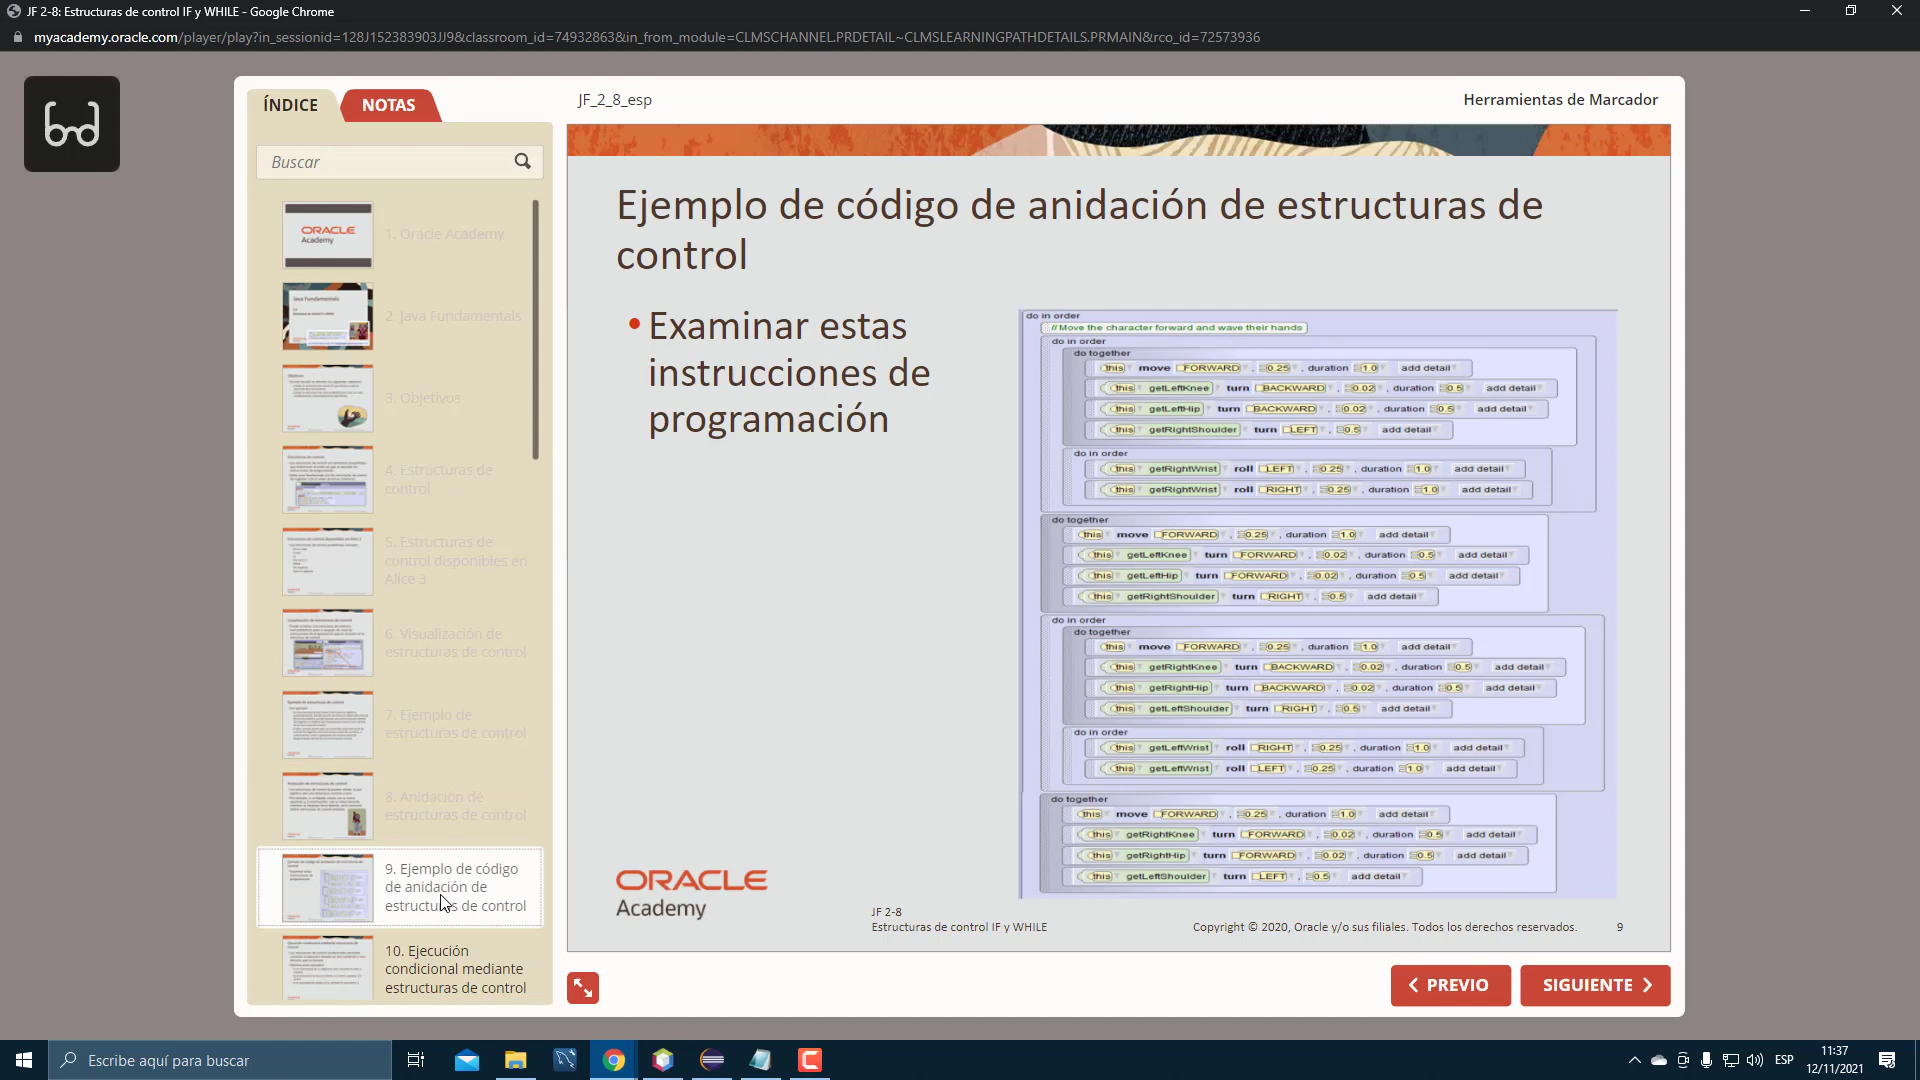 JF 2-8: Estructuras de control IF y WHILE - Google Chrome
myacademy.oracle.com/player/play?in_sessionid=128J152383903JJ9&classroom_id=74932863&in_from_module=CLMSCHANNEL.PRDETAIL~CLMSLEARNINGPATHDETAILS.PRMAIN&rco_id=72573936
ÍNDICE
NOTAS
JF_2_8_esp
Herramientas de Marcador
Buscar
ORACLE
Academy
1. Oracle Academy
Java Fundamentals
2. Java Fundamentals
3. Objetivos
4. Estructuras de
control
5. Estructuras de
control disponibles en
Alice 3
6. Visualización de
estructuras de control
7. Ejemplo de
estructuras de control
8. Anidación de
estructuras de control
9. Ejemplo de código
de anidación de
estructuras de control
10. Ejecución
condicional mediante
estructuras de control
Ejemplo de código de anidación de estructuras de
control
• Examinar estas
instrucciones de
programación
do in order
// Move the character forward and wave their hands
do in order
do together
this move FORWARD , 0.25 , duration 1.0 add detail
this getLeftKnee turn BACKWARD , 0.02 , duration 0.5 add detail
this getLeftHip turn BACKWARD , 0.02 , duration 0.5 add detail
this getRightShoulder turn LEFT , 0.5 add detail
do in order
this getRightWrist roll LEFT , 0.25 , duration 1.0 add detail
this getRightWrist roll RIGHT , 0.25 , duration 1.0 add detail
do together
this move FORWARD , 0.25 , duration 1.0 add detail
this getLeftKnee turn FORWARD , 0.02 , duration 0.5 add detail
this getLeftHip turn FORWARD , 0.02 , duration 0.5 add detail
this getRightShoulder turn RIGHT , 0.5 add detail
do in order
do together
this move FORWARD , 0.25 , duration 1.0 add detail
this getRightKnee turn BACKWARD , 0.02 , duration 0.5 add detail
this getRightHip turn BACKWARD , 0.02 , duration 0.5 add detail
this getLeftShoulder turn RIGHT , 0.5 add detail
do in order
this getLeftWrist roll RIGHT , 0.25 , duration 1.0 add detail
this getLeftWrist roll LEFT , 0.25 , duration 1.0 add detail
do together
this move FORWARD , 0.25 , duration 1.0 add detail
this getRightKnee turn FORWARD , 0.02 , duration 0.5 add detail
this getRightHip turn FORWARD , 0.02 , duration 0.5 add detail
this getLeftShoulder turn LEFT , 0.5 add detail
ORACLE
Academy
JF 2-8
Estructuras de control IF y WHILE
Copyright © 2020, Oracle y/o sus filiales. Todos los derechos reservados.
9
PREVIO
SIGUIENTE
Escribe aquí para buscar
ESP
11:37
12/11/2021